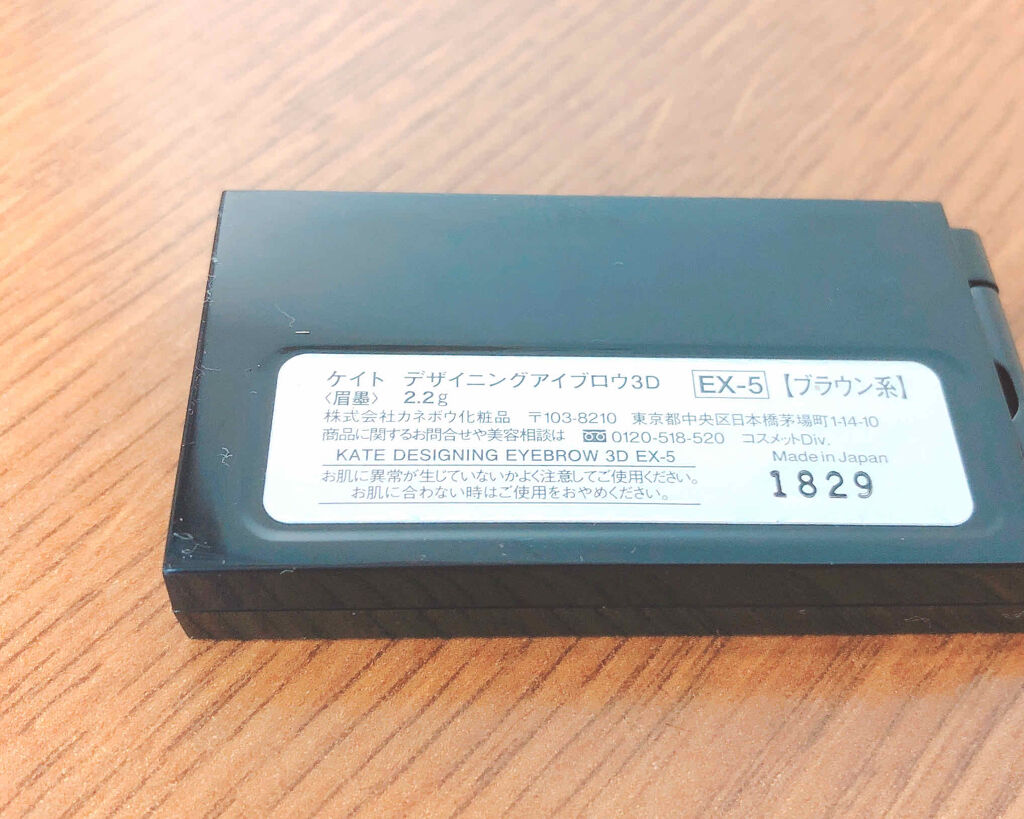 ケイト デザイニングアイブロウ3D EX-5 【ブラウン系】
〈眉墨〉 2.2g
株式会社カネボウ化粧品 〒103-8210 東京都中央区日本橋茅場町1-14-10
商品に関するお問合せや美容相談は 0120-518-520 コスメットDiv.
KATE DESIGNING EYEBROW 3D EX-5 Made in Japan
お肌に異常が生じていないかよく注意してご使用ください。
お肌に合わない時はご使用をおやめください。
1829